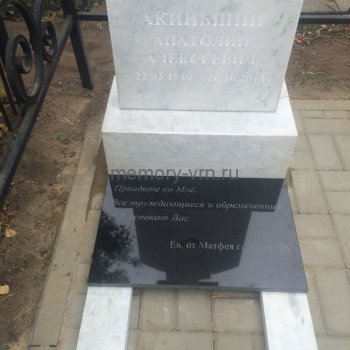 АКИНЬШИН
АНАТОЛИЙ
АЛЕКСЕЕВИЧ
22.03.1949 26.10.2013
memory-vrn.ru
Приидите ко Мне,
Все труждающиеся и обремененные
успокою Вас
Ев. от Матфея